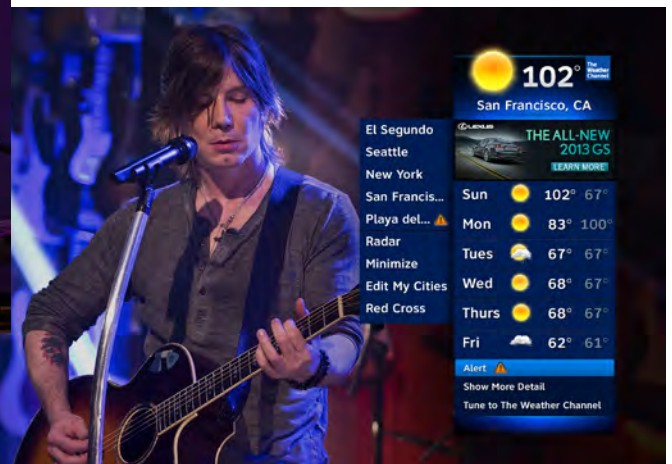 102°
The
Weather
Channel
San Francisco, CA
El Segundo
Seattle
New York
San Francis...
Playa del...
Radar
Minimize
Edit My Cities
Red Cross
LEXUS
THE ALL-NEW
2013 GS
LEARN MORE
Sun 102° 67°
Mon 83° 100°
Tues 67° 67°
Wed 68° 67°
Thurs 68° 67°
Fri 62° 61°
Alert
Show More Detail
Tune to The Weather Channel